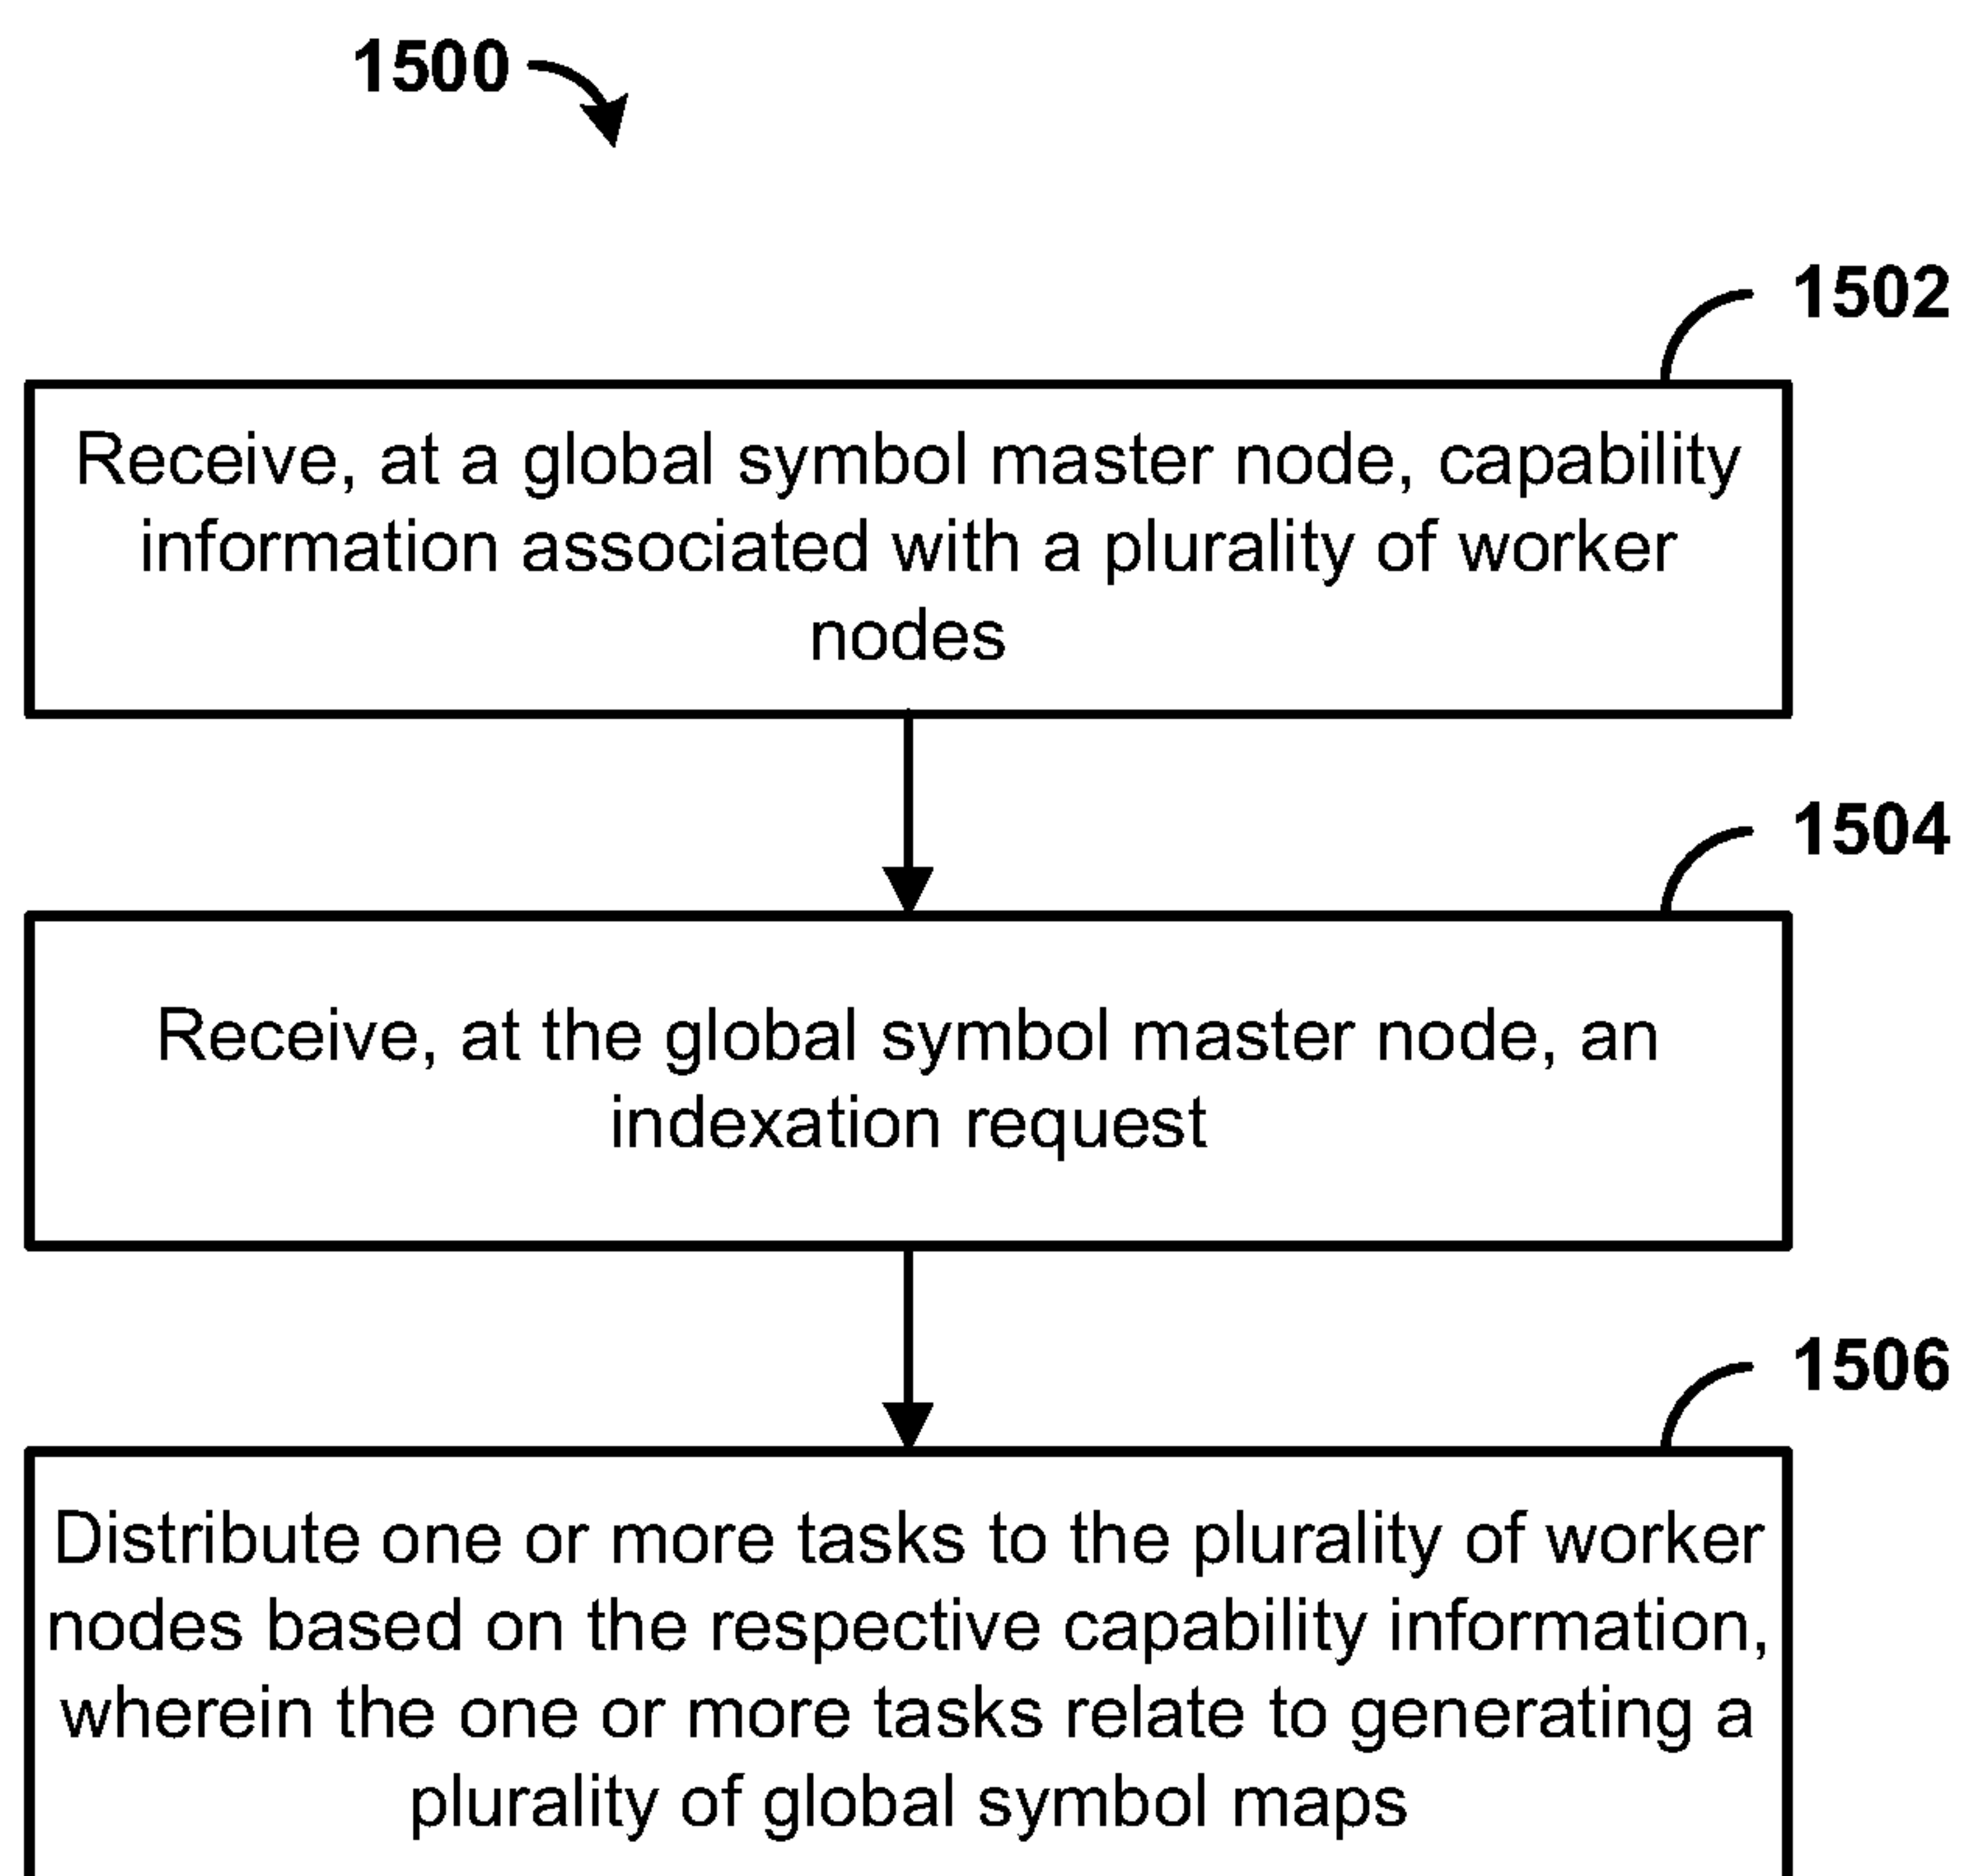 1500
1502
Receive, at a global symbol master node, capability
information associated with a plurality of worker
nodes
1504
Receive, at the global symbol master node, an
indexation request
1506
Distribute one or more tasks to the plurality of worker
nodes based on the respective capability information,
wherein the one or more tasks relate to generating a
plurality of global symbol maps